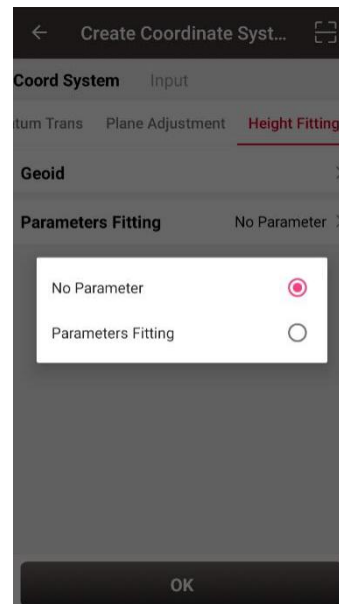 Create Coordinate Syst...
Coord System Input
tum Trans Plane Adjustment Height Fitting
Geoid
Parameters Fitting No Parameter
No Parameter
Parameters Fitting
OK